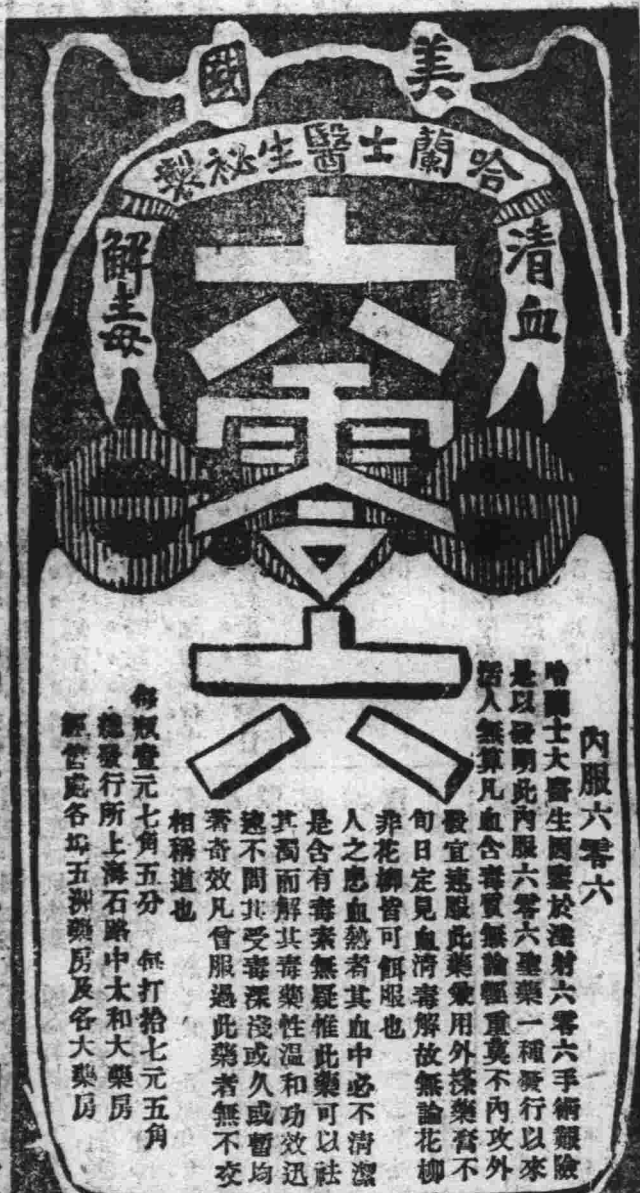 美國
哈蘭士醫生祕製
清血
解毒
六零六
內服六零六
哈蘭士大醫生因鑒於注射六零六手術艱險
是以發明此內服六零六聖藥一種發行以來
活人無算凡血含毒質無論輕重莫不內攻外
發宜速服此藥兼用外搽藥膏不
旬日定見血清毒解故無論花柳
非花柳皆可餌服也
人之患血熱者其血中必不清潔
是含有毒素無疑惟此藥可以祛
其濁而解其毒藥性溫和功效迅
速不問其受毒深淺或久或暫均
著奇效凡曾服過此藥者無不交
相稱道也
每瓶壹元七角五分 每打拾七元五角
總發行所上海石路中太和大藥房
經售處各埠五洲藥房及各大藥房